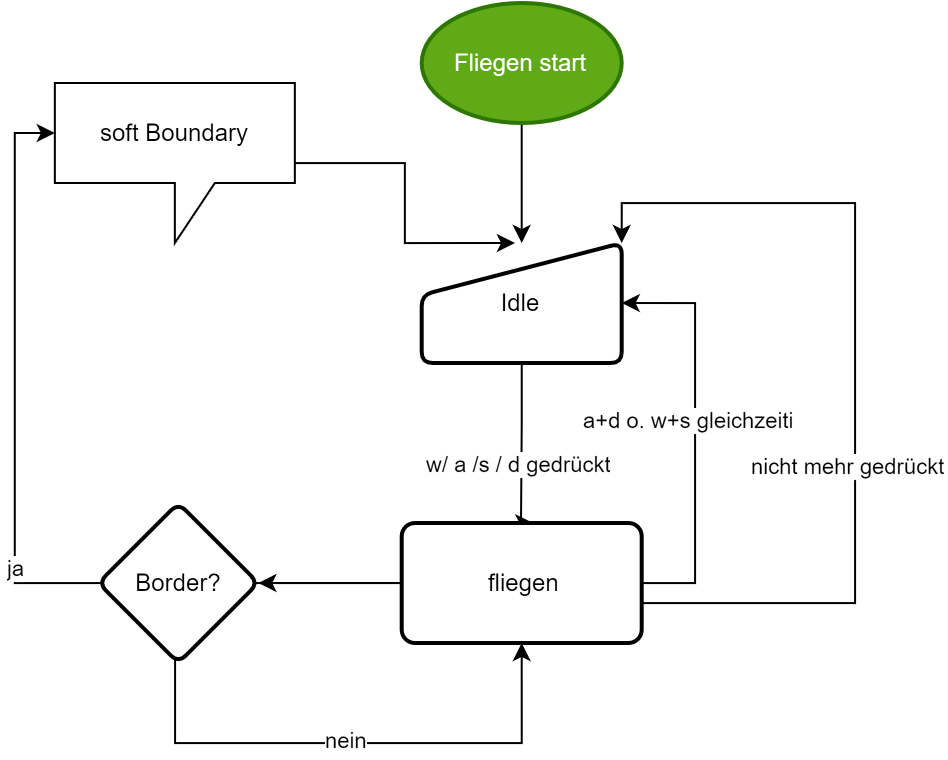 Fliegen start
soft Boundary
Idle
a+d o. w+s gleichzeiti
w/ a /s / d gedrückt
nicht mehr gedrückt
ja
Border?
fliegen
nein